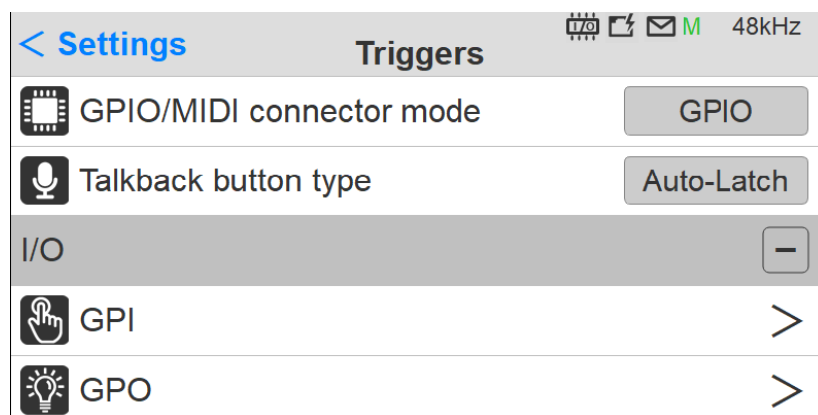 < Settings
Triggers
I/O M 48kHz
GPIO/MIDI connector mode
GPIO
Talkback button type
Auto-Latch
I/O
GPI
GPO